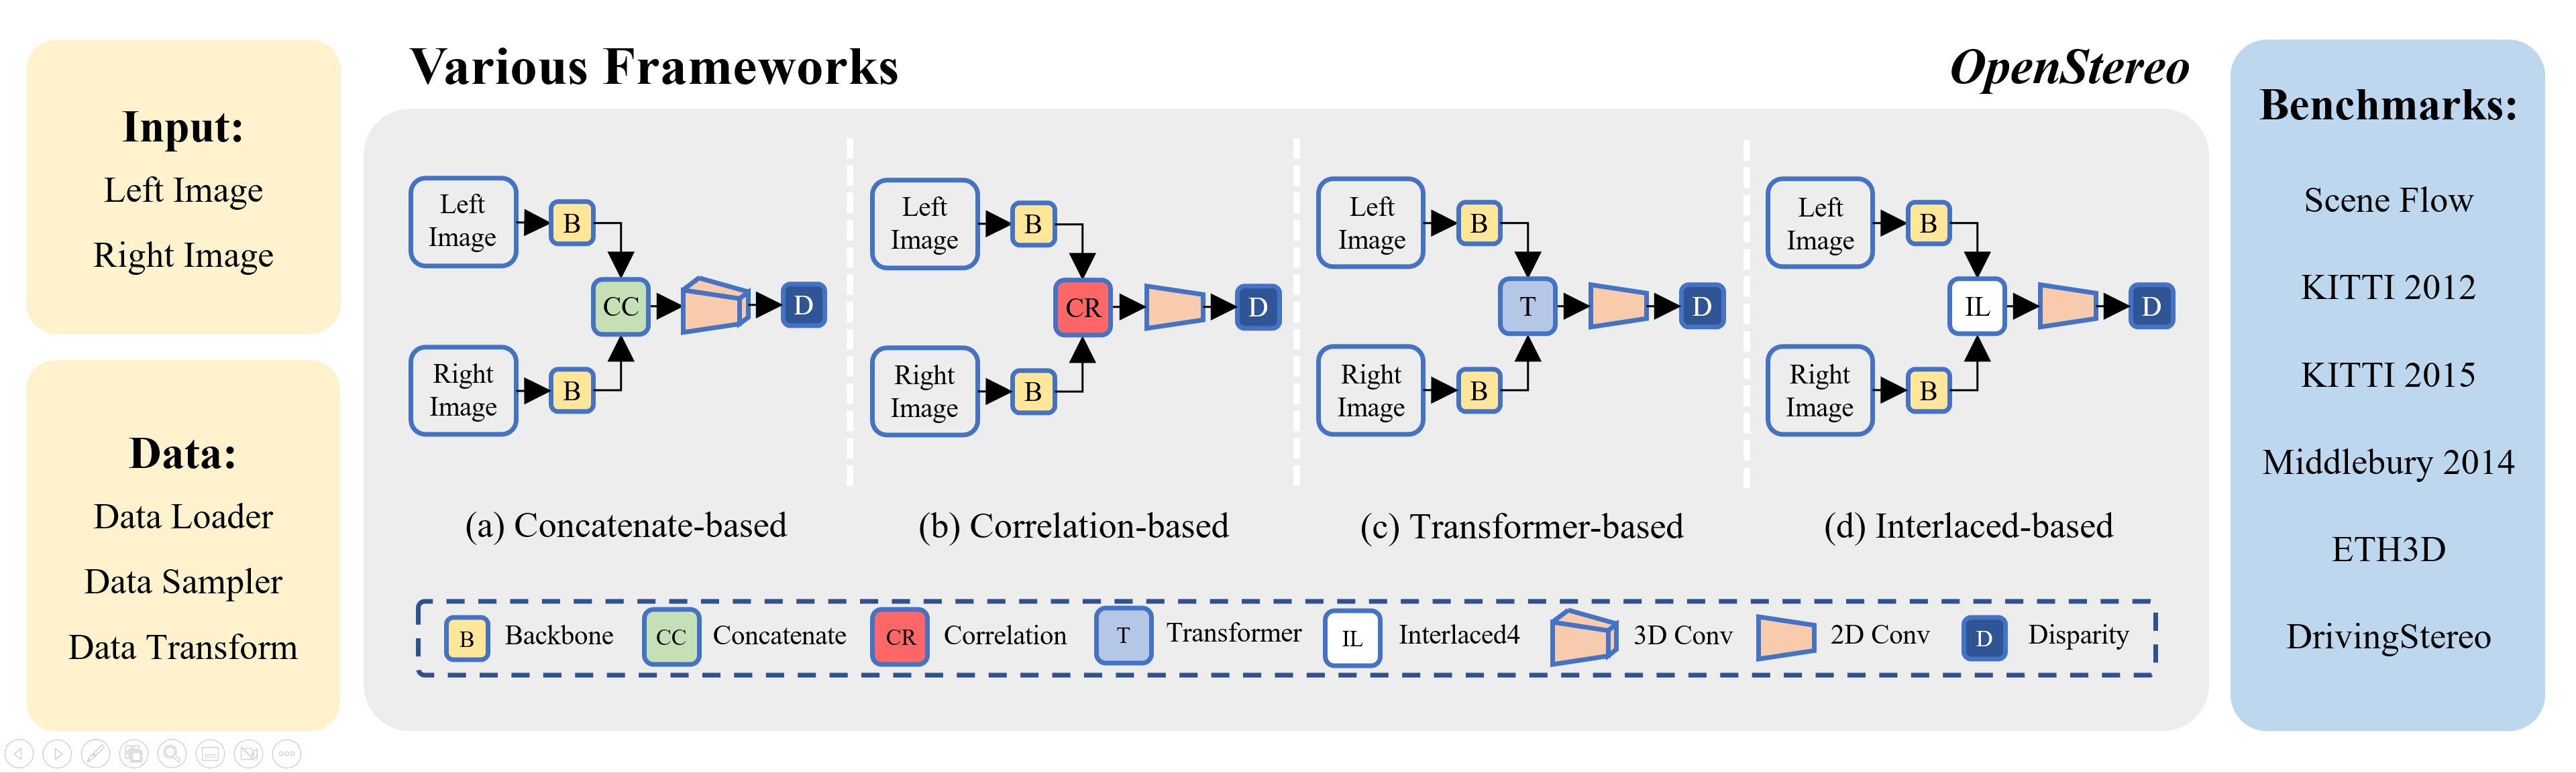 Input:
Left Image
Right Image
Data:
Data Loader
Data Sampler
Data Transform
Various Frameworks
OpenStereo
Left
Image
B
CC
D
Right
Image
B
(a) Concatenate-based
Left
Image
B
CR
D
Right
Image
B
(b) Correlation-based
Left
Image
B
T
D
Right
Image
B
(c) Transformer-based
Left
Image
B
IL
D
Right
Image
B
(d) Interlaced-based
B Backbone CC Concatenate CR Correlation T Transformer IL Interlaced4 3D Conv 2D Conv D Disparity
Benchmarks:
Scene Flow
KITTI 2012
KITTI 2015
Middlebury 2014
ETH3D
DrivingStereo